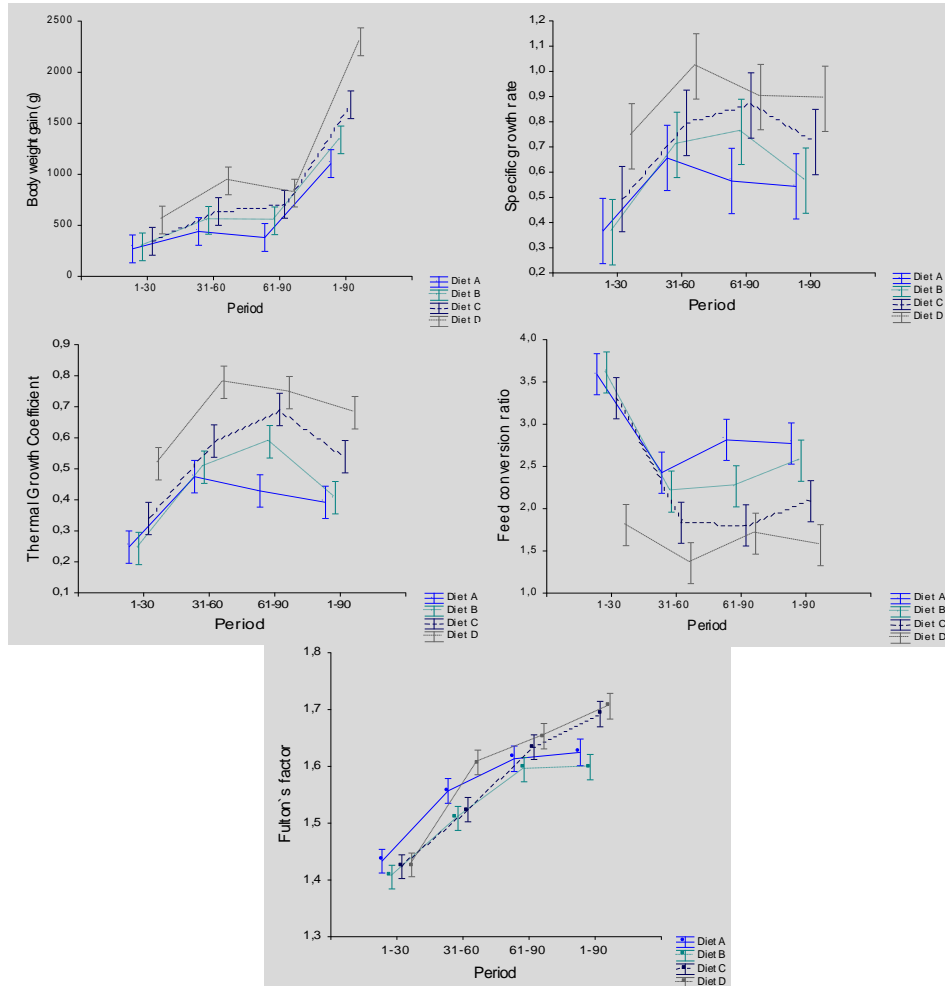 Body weight gain (g)
2500
2000
1500
1000
500
0
1-30
31-60
61-90
1-90
Period
Diet A
Diet B
Diet C
Diet D
Specific growth rate
1,2
1,1
1,0
0,9
0,8
0,7
0,6
0,5
0,4
0,3
0,2
1-30
31-60
61-90
1-90
Period
Diet A
Diet B
Diet C
Diet D
Thermal Growth Coefficient
0,9
0,8
0,7
0,6
0,5
0,4
0,3
0,2
0,1
1-30
31-60
61-90
1-90
Period
Diet A
Diet B
Diet C
Diet D
Feed conversion ratio
4,0
3,5
3,0
2,5
2,0
1,5
1,0
1-30
31-60
61-90
1-90
Period
Diet A
Diet B
Diet C
Diet D
Fulton`s factor
1,8
1,7
1,6
1,5
1,4
1,3
1-30
31-60
61-90
1-90
Period
Diet A
Diet B
Diet C
Diet D